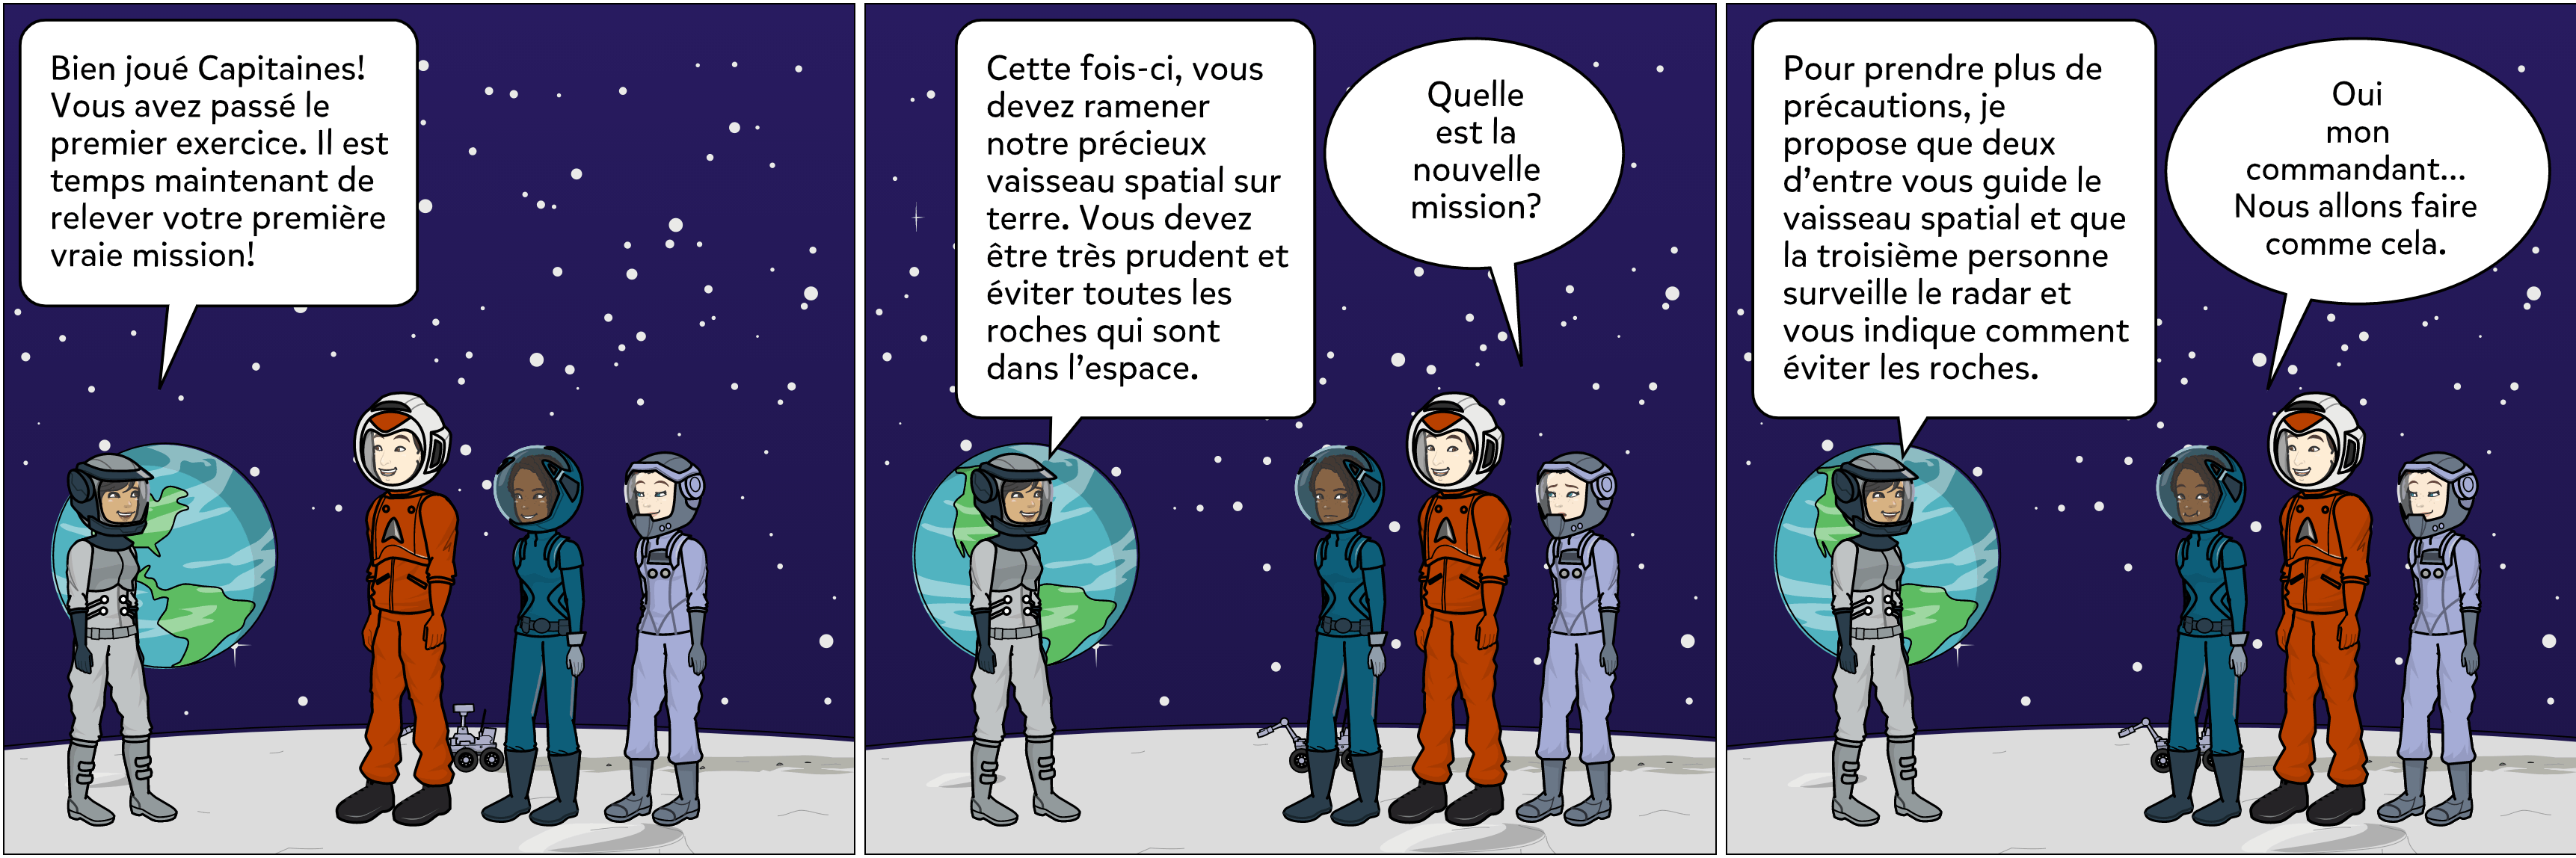 Bien joué Capitaines!
Vous avez passé le
premier exercice. Il est
temps maintenant de
relever votre première
vraie mission!
Cette fois-ci, vous
devez ramener
notre précieux
vaisseau spatial sur
terre. Vous devez
être très prudent et
éviter toutes les
roches qui sont
dans l'espace.
Quelle
est la
nouvelle
mission?
Pour prendre plus de
précautions, je
propose que deux
d'entre vous guide le
vaisseau spatial et que
la troisième personne
surveille le radar et
vous indique comment
éviter les roches.
Oui
mon
commandant...
Nous allons faire
comme cela.